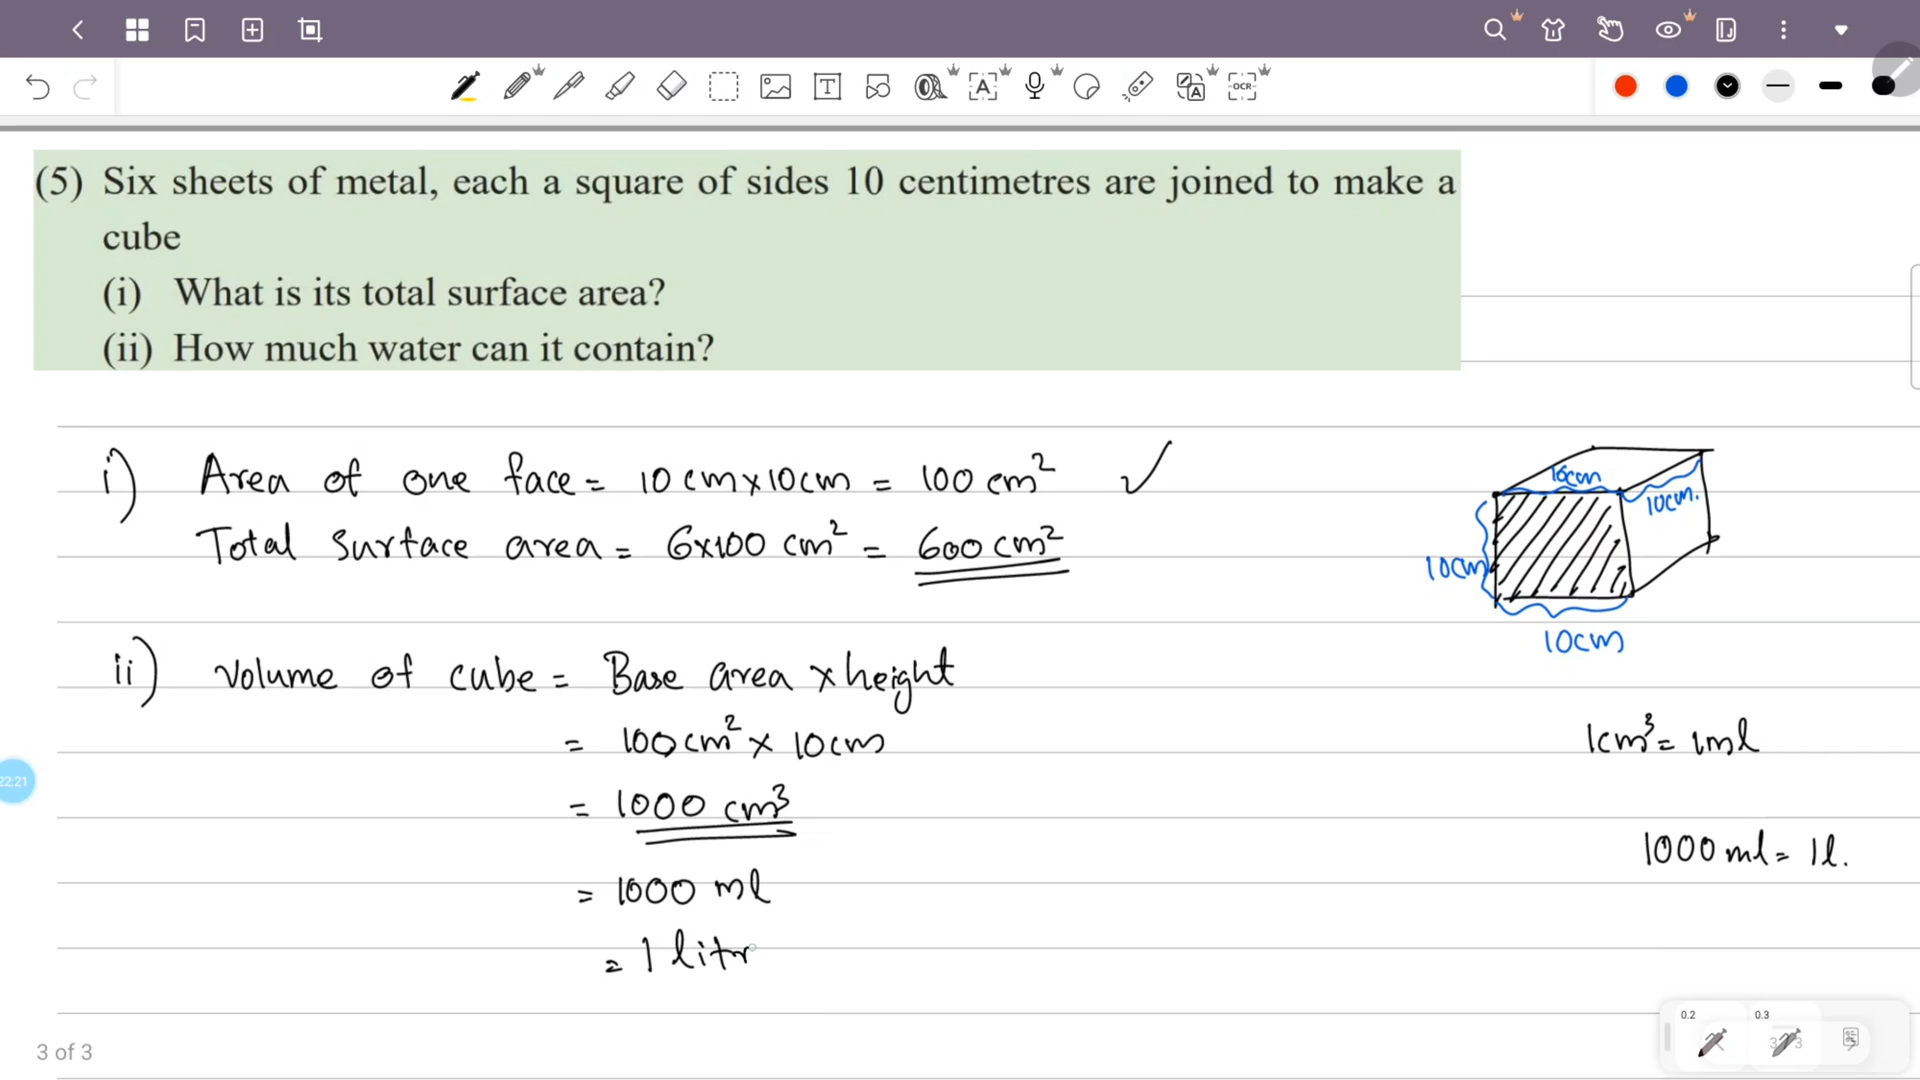 (5) Six sheets of metal, each a square of sides 10 centimetres are joined to make a
cube
(i) What is its total surface area?
(ii) How much water can it contain?
i) Area of one face = 10 cm x 10 cm = 100 cm²
Total surface area = 6x100 cm² = 600 cm²
10cm
10cm.
10cm
10cm
ii) Volume of cube = Base area x height
= 100 cm² x 10cm
1cm³ = 1ml
= 1000 cm³
1000 ml = 1l.
= 1000 ml
= 1 litr
22:21
3 of 3
0.2
0.3
OCR